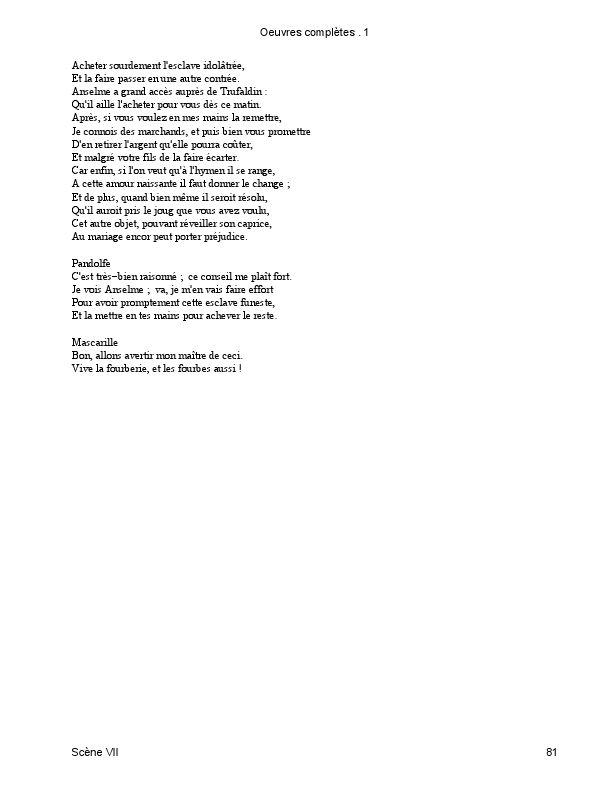 Oeuvres complètes . 1
Acheter sourdement l'esclave idolâtrée,
Et la faire passer en une autre contrée.
Anselme a grand accès auprès de Trufaldin :
Qu'il aille l'acheter pour vous dès ce matin.
Après, si vous voulez en mes mains la remettre,
Je connois des marchands, et puis bien vous promettre
D'en retirer l'argent qu'elle pourra coûter,
Et malgré votre fils de la faire écarter.
Car enfin, si l'on veut qu'à l'hymen il se range,
A cette amour naissante il faut donner le change ;
Et de plus, quand bien même il seroit résolu,
Qu'il auroit pris le joug que vous avez voulu,
Cet autre objet, pouvant réveiller son caprice,
Au mariage encor peut porter préjudice.
Pandolfe
C'est très−bien raisonné ; ce conseil me plaît fort.
Je vois Anselme ; va, je m'en vais faire effort
Pour avoir promptement cette esclave funeste,
Et la mettre en tes mains pour achever le reste.
Mascarille
Bon, allons avertir mon maître de ceci.
Vive la fourberie, et les fourbes aussi !
Scène VII 81